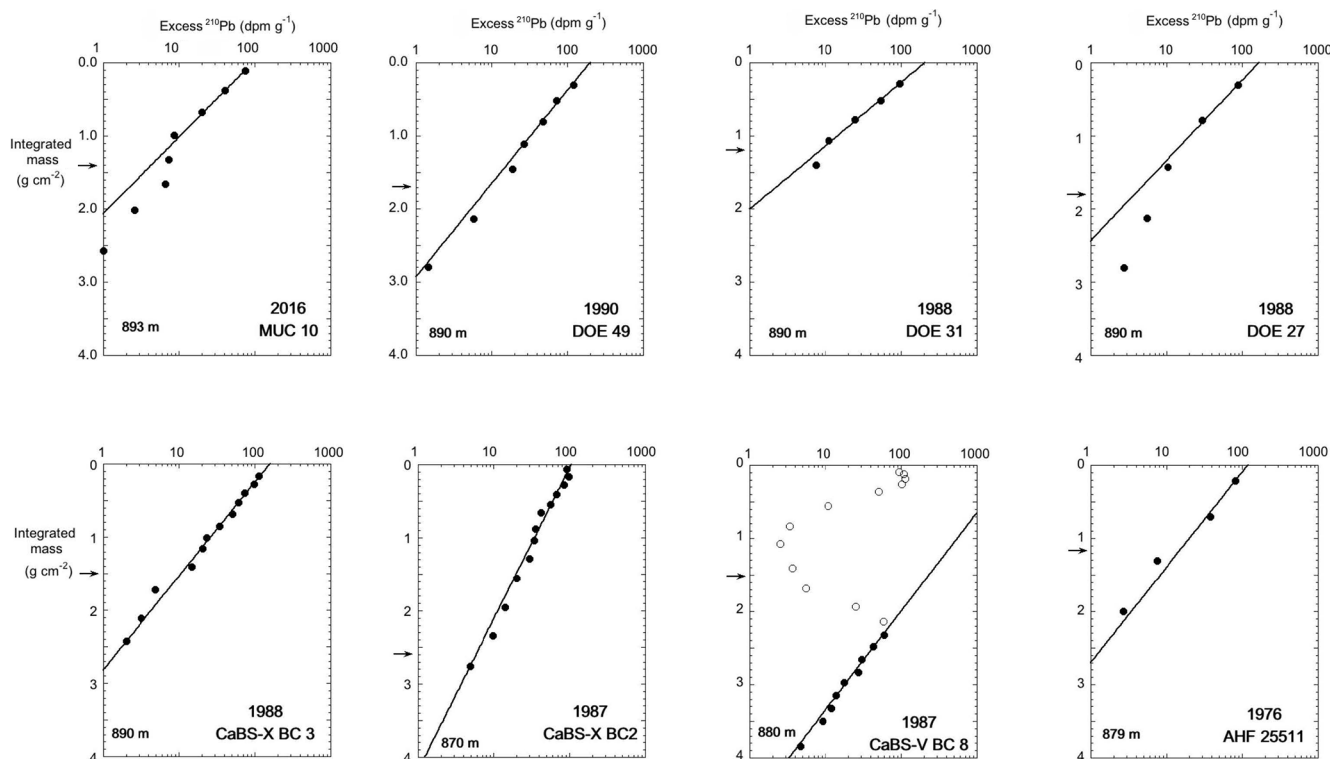 Excess ²¹⁰Pb (dpm g⁻¹)
1 10 100 1000
0.0
1.0
2.0
3.0
4.0
Integrated
mass
(g cm⁻²)
893 m
2016
MUC 10
Excess ²¹⁰Pb (dpm g⁻¹)
1 10 100 1000
0.0
1.0
2.0
3.0
4.0
890 m
1990
DOE 49
Excess ²¹⁰Pb (dpm g⁻¹)
1 10 100 1000
0
1
2
3
4
890 m
1988
DOE 31
Excess ²¹⁰Pb (dpm g⁻¹)
1 10 100 1000
0
1
2
3
4
890 m
1988
DOE 27
1 10 100 1000
0
1
2
3
4
Integrated
mass
(g cm⁻²)
890 m
1988
CaBS-X BC 3
1 10 100 1000
0
1
2
3
4
870 m
1987
CaBS-X BC2
1 10 100 1000
0
1
2
3
4
880 m
1987
CaBS-V BC 8
1 10 100 1000
0
1
2
3
4
879 m
1976
AHF 25511